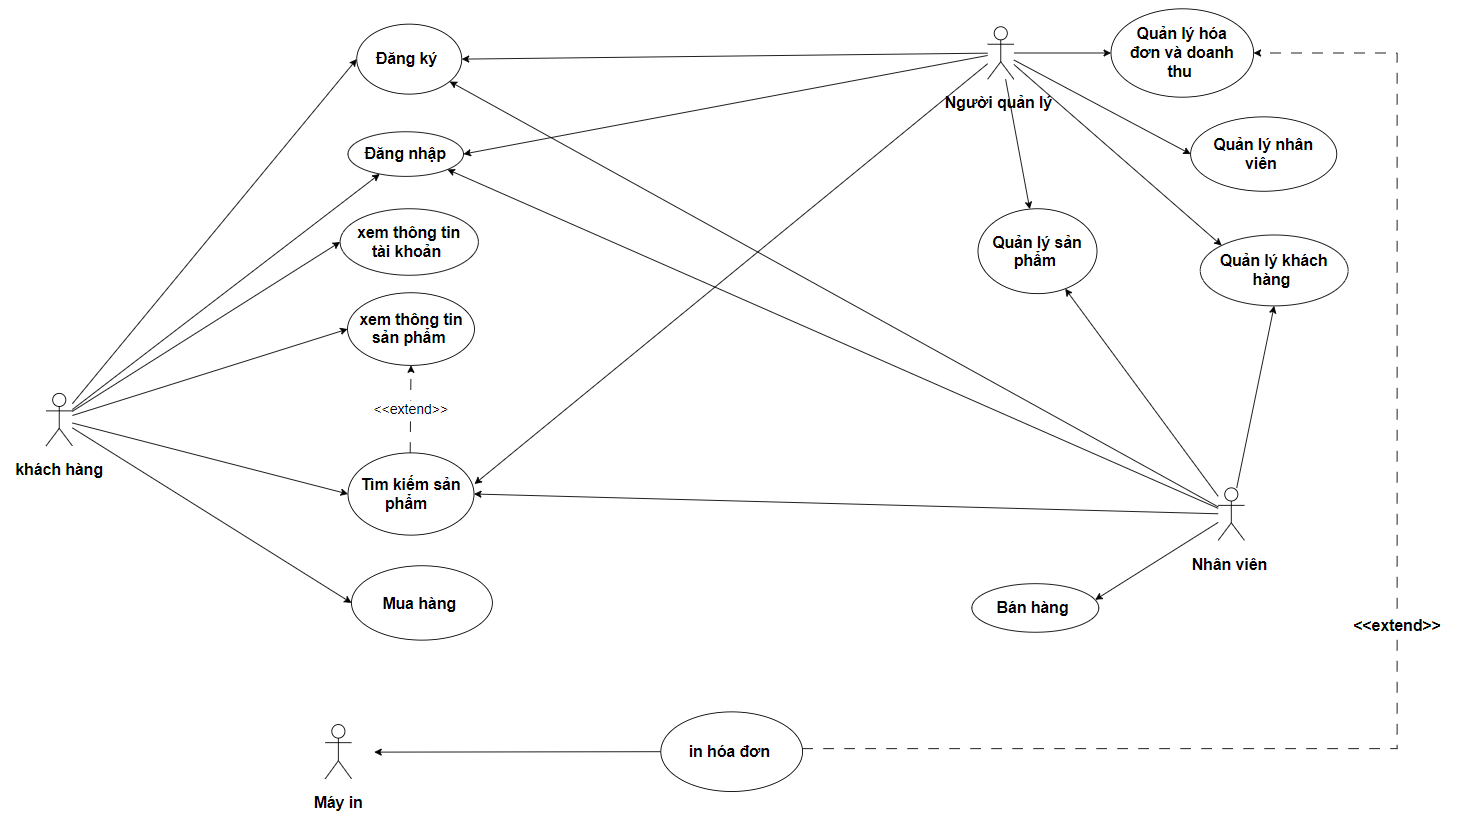 Đăng ký
Quản lý hóa
đơn và doanh
thu
Người quản lý
Đăng nhập
Quản lý nhân
viên
xem thông tin
tài khoản
Quản lý sản
phẩm
Quản lý khách
hàng
xem thông tin
sản phẩm
<<extend>>
khách hàng
Tìm kiếm sản
phẩm
Nhân viên
Mua hàng
Bán hàng
<<extend>>
in hóa đơn
Máy in